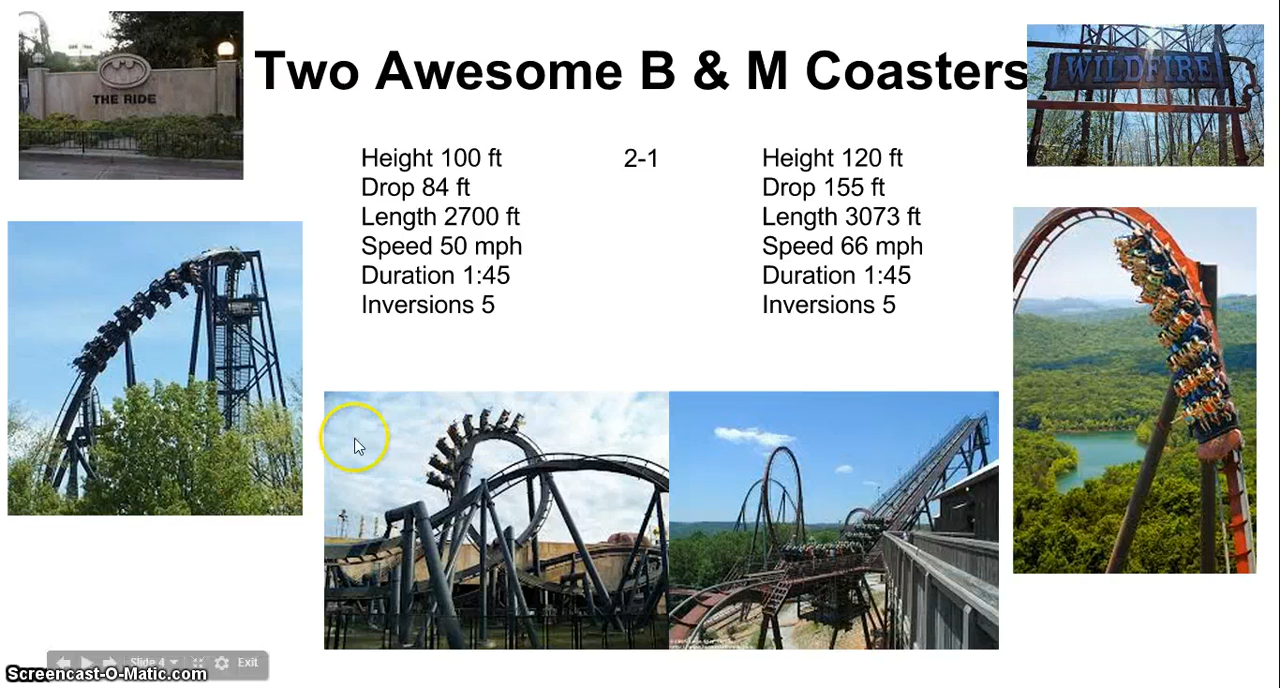 Two Awesome B & M Coasters
THE RIDE
WILDFIRE
Height 100 ft
Drop 84 ft
Length 2700 ft
Speed 50 mph
Duration 1:45
Inversions 5
2-1
Height 120 ft
Drop 155 ft
Length 3073 ft
Speed 66 mph
Duration 1:45
Inversions 5
Slide 4
Exit
Screencast-O-Matic.com